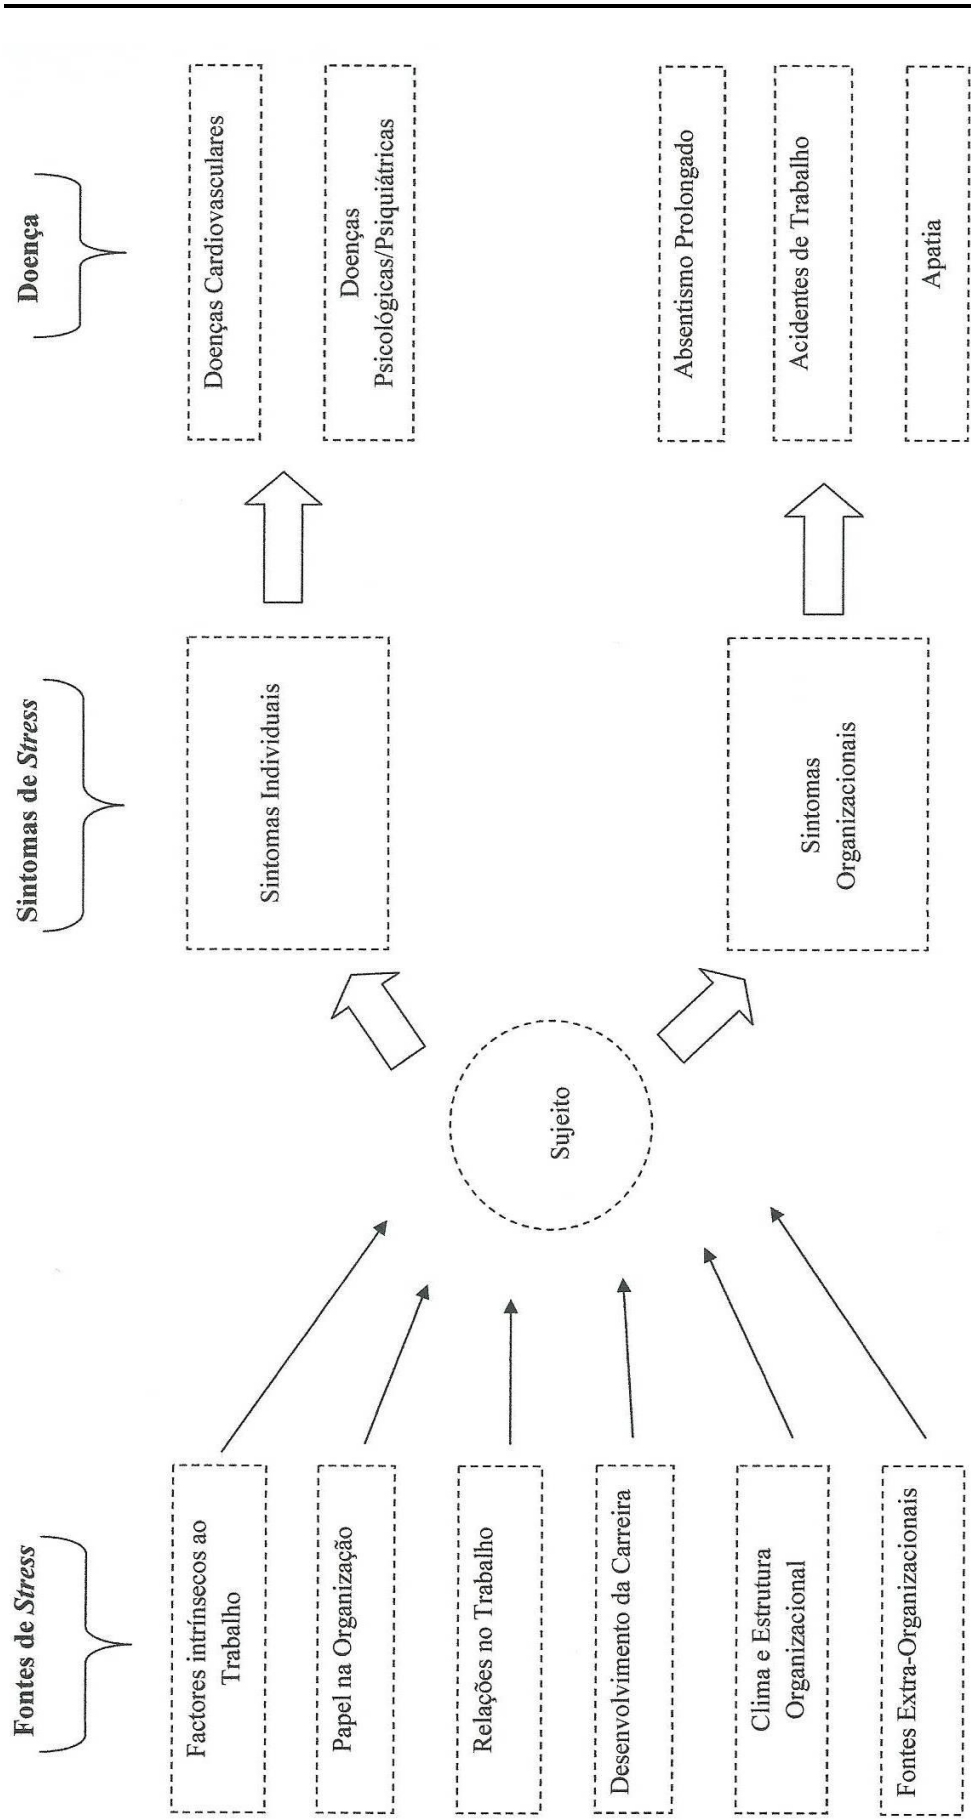 Fontes de Stress
Factores intrínsecos ao
Trabalho
Papel na Organização
Relações no Trabalho
Desenvolvimento da Carreira
Clima e Estrutura
Organizacional
Fontes Extra-Organizacionais
Sujeito
Sintomas de Stress
Sintomas Individuais
Sintomas
Organizacionais
Doença
Doenças Cardiovasculares
Doenças
Psicológicas/Psiquiátricas
Absentismo Prolongado
Acidentes de Trabalho
Apatia